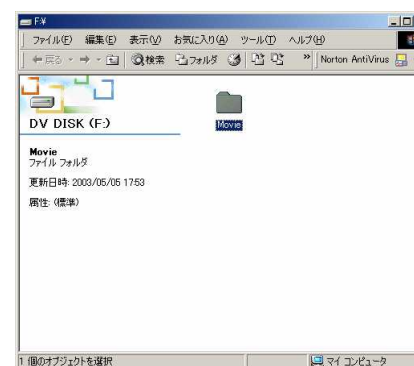 F:¥
ファイル(F) 編集(E) 表示(V) お気に入り(A) ツール(T) ヘルプ(H)
戻る 検索 フォルダ » Norton AntiVirus
DV DISK (F:)
Movie
Movie
ファイル フォルダ
更新日時: 2003/05/05 17:53
属性: (標準)
1 個のオブジェクトを選択 マイ コンピュータ